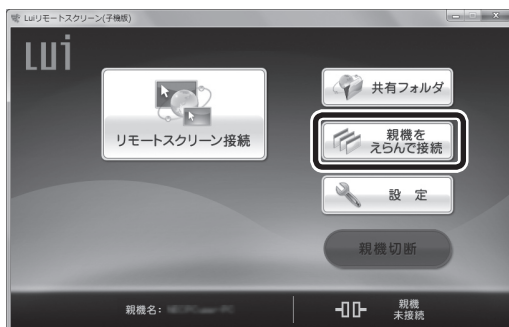 Luiリモートスクリーン(子機版)
Lui
リモートスクリーン接続
共有フォルダ
親機を
えらんで接続
設 定
親機切断
親機名:
親機
未接続